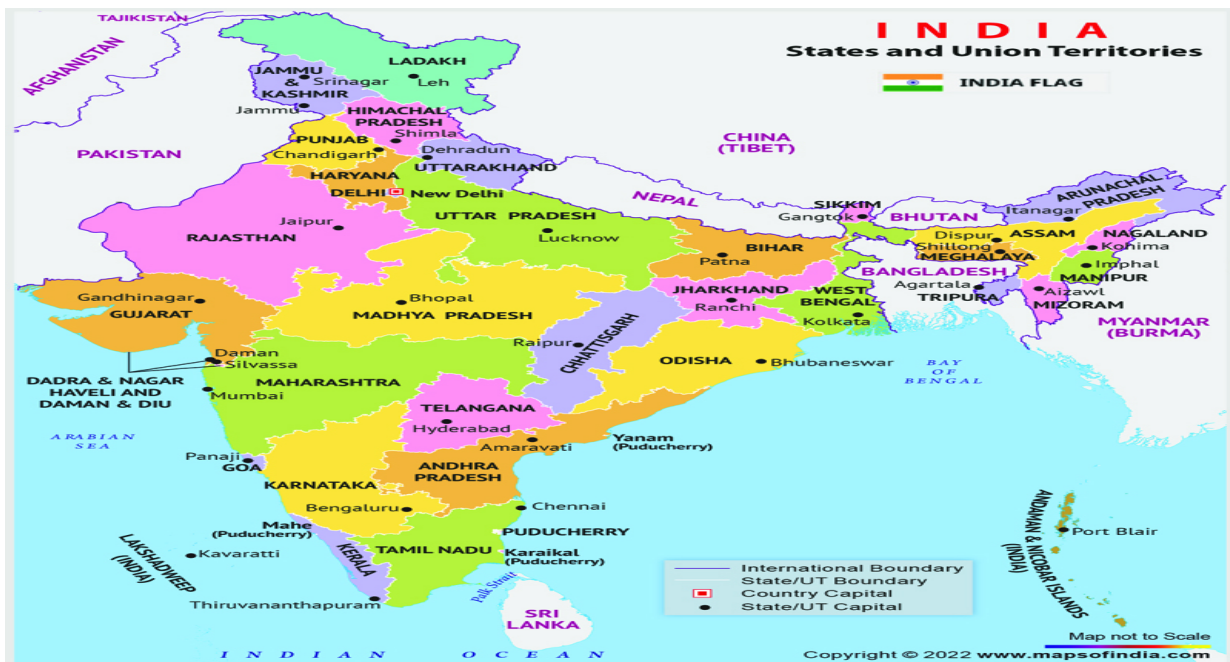 TAJIKISTAN
AFGHANISTAN
PAKISTAN
INDIA
States and Union Territories
INDIA FLAG
LADAKH
Leh
JAMMU
&
KASHMIR
Srinagar
Jammu
HIMACHAL
PRADESH
Shimla
PUNJAB
Chandigarh
Dehradun
UTTARAKHAND
HARYANA
DELHI
New Delhi
CHINA
(TIBET)
NEPAL
UTTAR PRADESH
Lucknow
Jaipur
RAJASTHAN
SIKKIM
Gangtok
BHUTAN
ARUNACHAL
PRADESH
Itanagar
Dispur
ASSAM
NAGALAND
Shillong
MEGHALAYA
Kohima
Imphal
MANIPUR
BIHAR
Patna
BANGLADESH
Agartala
TRIPURA
Aizawl
MIZORAM
MYANMAR
(BURMA)
Gandhinagar
GUJARAT
Bhopal
MADHYA PRADESH
JHARKHAND
Ranchi
WEST
BENGAL
Kolkata
Raipur
CHHATTISGARH
ODISHA
Bhubaneswar
BAY
OF
BENGAL
Daman
Silvassa
DADRA & NAGAR
HAVELI AND
DAMAN & DIU
MAHARASHTRA
Mumbai
ARABIAN
SEA
TELANGANA
Hyderabad
Amaravati
Yanam
(Puducherry)
Panaji
GOA
ANDHRA
PRADESH
KARNATAKA
Bengaluru
Chennai
Mahe
(Puducherry)
PUDUCHERRY
KERALA
TAMIL NADU
Karaikal
(Puducherry)
LAKSHADWEEP
(INDIA)
Kavaratti
Thiruvananthapuram
Palk Strait
SRI
LANKA
ANDAMAN & NICOBAR ISLANDS
(INDIA)
Port Blair
International Boundary
State/UT Boundary
Country Capital
State/UT Capital
INDIAN OCEAN
Map not to Scale
Copyright © 2022 www.mapsofindia.com